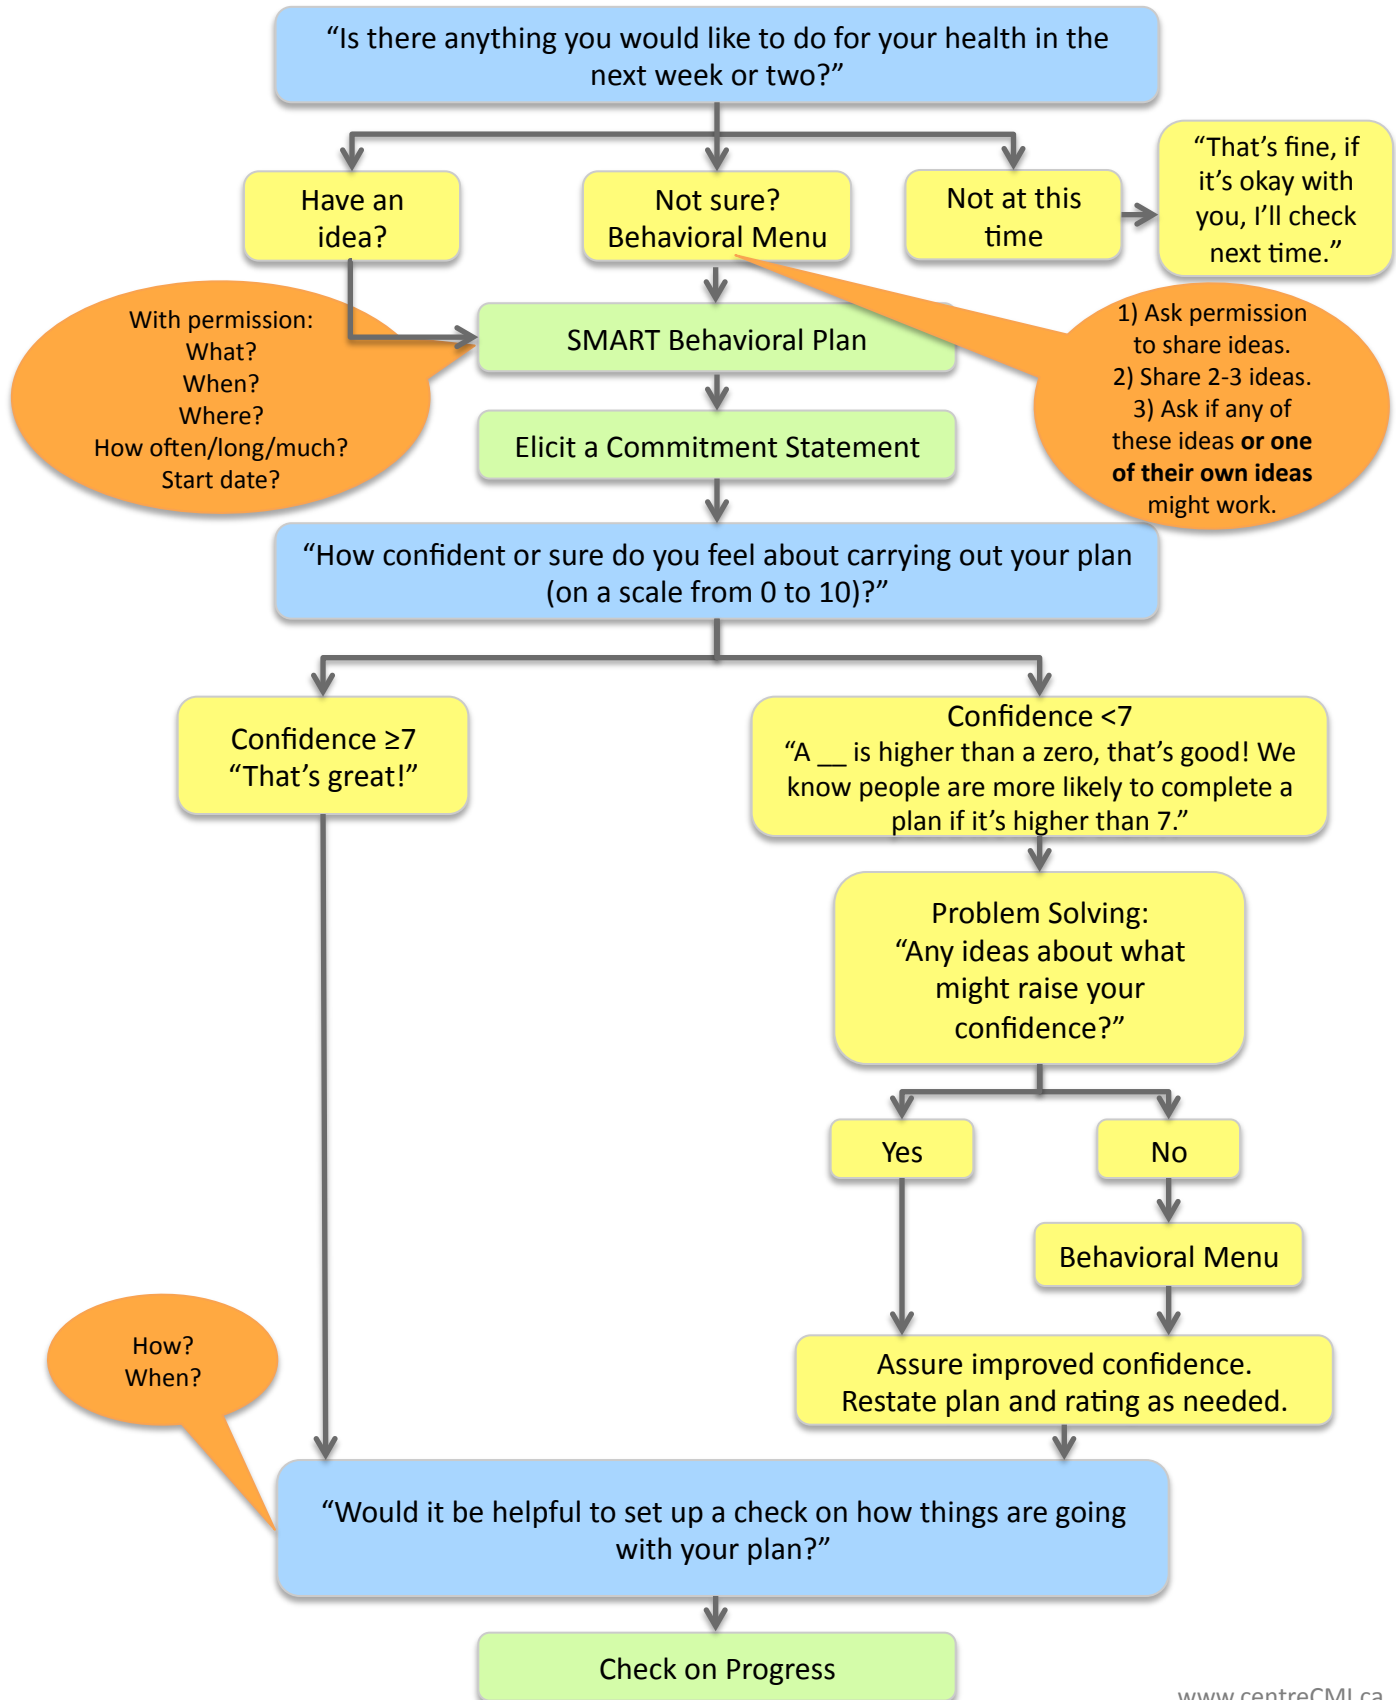 “Is there anything you would like to do for your health in the
next week or two?”
Have an
idea?
Not sure?
Behavioral Menu
Not at this
time
“That’s fine, if
it’s okay with
you, I’ll check
next time.”
With permission:
What?
When?
Where?
How often/long/much?
Start date?
SMART Behavioral Plan
1) Ask permission
to share ideas.
2) Share 2-3 ideas.
3) Ask if any of
these ideas or one
of their own ideas
might work.
Elicit a Commitment Statement
“How confident or sure do you feel about carrying out your plan
(on a scale from 0 to 10)?”
Confidence ≥7
“That’s great!”
Confidence <7
“A __ is higher than a zero, that’s good! We
know people are more likely to complete a
plan if it’s higher than 7.”
Problem Solving:
“Any ideas about what
might raise your
confidence?”
Yes
No
Behavioral Menu
Assure improved confidence.
Restate plan and rating as needed.
How?
When?
“Would it be helpful to set up a check on how things are going
with your plan?”
Check on Progress
www.centreCMI.ca